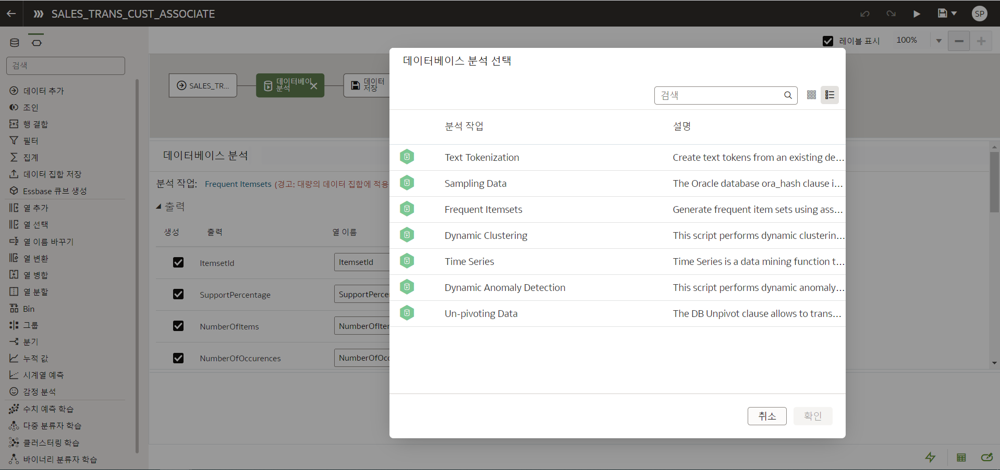 SALES_TRANS_CUST_ASSOCIATE
SP
레이블 표시
100%
검색
데이터 추가
조인
행 결합
필터
집계
데이터 집합 저장
Essbase 큐브 생성
열 추가
열 선택
열 이름 바꾸기
열 변환
열 병합
열 분할
Bin
그룹
분기
누적 값
시계열 예측
감정 분석
수치 예측 학습
다중 분류자 학습
클러스터링 학습
바이너리 분류자 학습
SALES_TR...
데이터베이
분석
데이터
저장
데이터베이스 분석
분석 작업: Frequent Itemsets (경고: 대량의 데이터 집합에 적용
출력
생성 출력 열 이름
ItemsetId ItemsetId
SupportPercentage SupportPerce
NumberOfItems NumberOfIter
NumberOfOccurences NumberOfOcc
데이터베이스 분석 선택
검색
분석 작업 설명
Text Tokenization Create text tokens from an existing de...
Sampling Data The Oracle database ora_hash clause i...
Frequent Itemsets Generate frequent item sets using ass...
Dynamic Clustering This script performs dynamic clusterin...
Time Series Time Series is a data mining function t...
Dynamic Anomaly Detection This script performs dynamic anomaly...
Un-pivoting Data The DB Unpivot clause allows to trans...
취소 확인